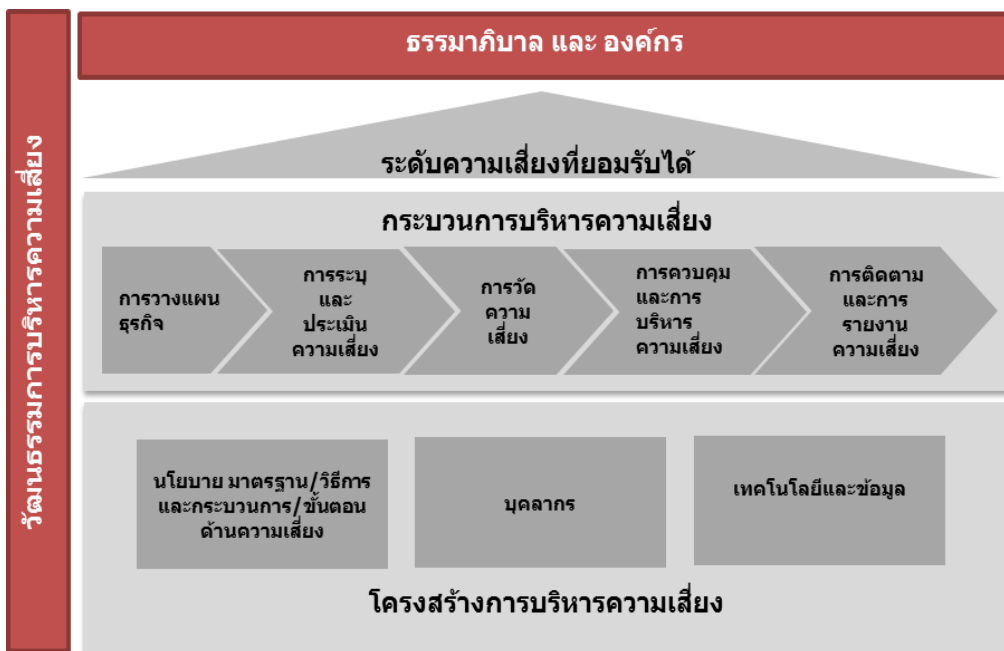 ธรรมาภิบาล และ องค์กร
วัฒนธรรมการบริหารความเสี่ยง
ระดับความเสี่ยงที่ยอมรับได้
กระบวนการบริหารความเสี่ยง
การวางแผน
ธุรกิจ
การระบุ
และ
ประเมิน
ความเสี่ยง
การวัด
ความ
เสี่ยง
การควบคุม
และการ
บริหาร
ความเสี่ยง
การติดตาม
และการ
รายงาน
ความเสี่ยง
นโยบาย มาตรฐาน/วิธีการ
และกระบวนการ/ขั้นตอน
ด้านความเสี่ยง
บุคลากร
เทคโนโลยีและข้อมูล
โครงสร้างการบริหารความเสี่ยง